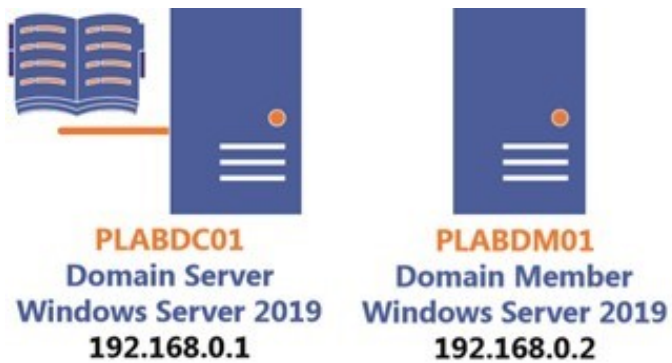 PLABDC01
Domain Server
Windows Server 2019
192.168.0.1
PLABDM01
Domain Member
Windows Server 2019
192.168.0.2